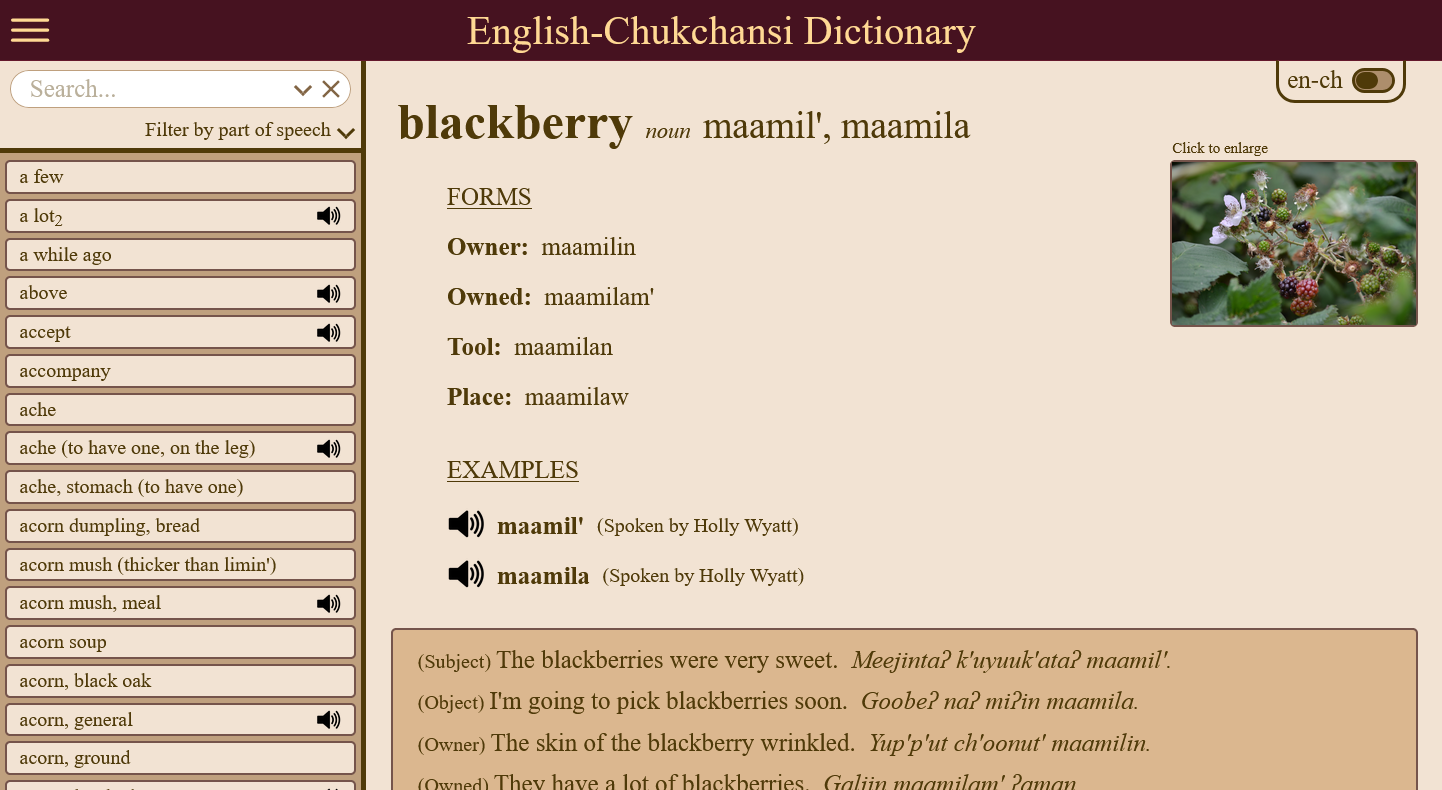 English-Chukchansi Dictionary
Search...
Filter by part of speech
a few
a lot₂
a while ago
above
accept
accompany
ache
ache (to have one, on the leg)
ache, stomach (to have one)
acorn dumpling, bread
acorn mush (thicker than limin')
acorn mush, meal
acorn soup
acorn, black oak
acorn, general
acorn, ground
en-ch
blackberry noun maamil', maamila
Click to enlarge
FORMS
Owner: maamilin
Owned: maamilam'
Tool: maamilan
Place: maamilaw
EXAMPLES
maamil' (Spoken by Holly Wyatt)
maamila (Spoken by Holly Wyatt)
(Subject) The blackberries were very sweet. Meejintaʔ k'uyuuk'ataʔ maamil'.
(Object) I'm going to pick blackberries soon. Goobeʔ naʔ miʔin maamila.
(Owner) The skin of the blackberry wrinkled. Yup'p'ut ch'oonut' maamilin.
(Owned) They have a lot of blackberries. Galjin maamilam' ʔaman